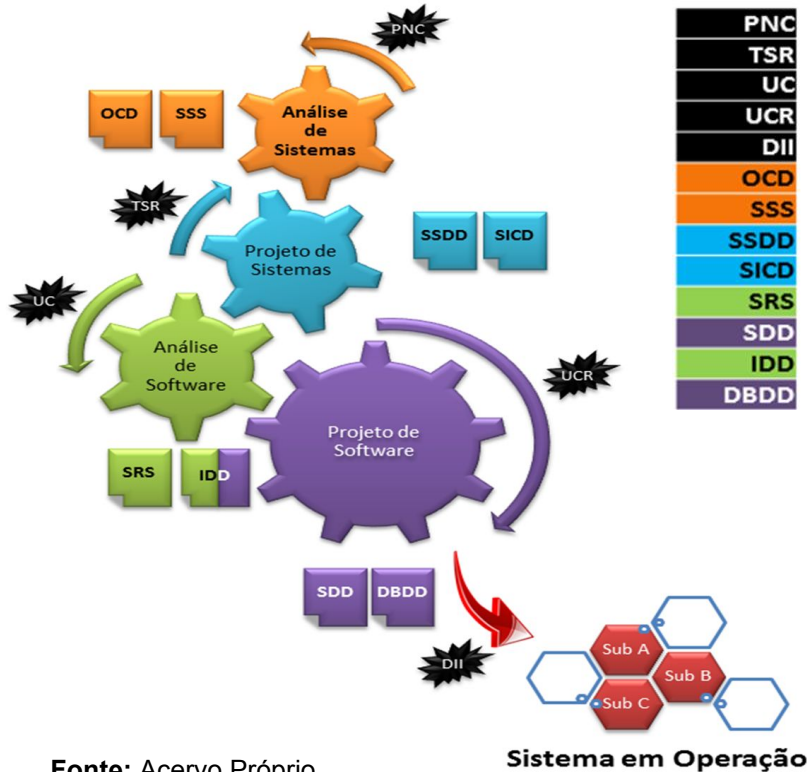 PNC
OCD
SSS
Análise
de
Sistemas
TSR
Projeto de
Sistemas
SSDD
SICD
UC
Análise
de
Software
UCR
Projeto de
Software
SRS
IDD
SDD
DBDD
DII
Sub A
Sub B
Sub C
Sistema em Operação
Fonte: Acervo Próprio
PNC
TSR
UC
UCR
DII
OCD
SSS
SSDD
SICD
SRS
SDD
IDD
DBDD